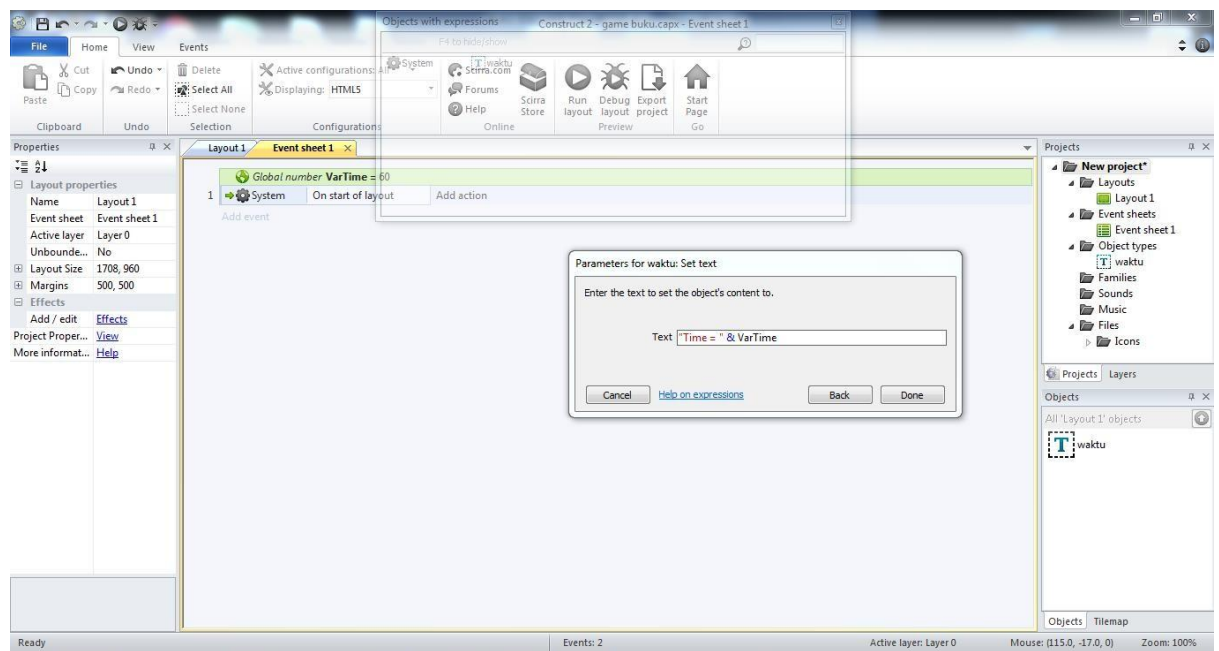 Objects with expressions
Construct 2 - game buku.capx - Event sheet 1
File Home View Events
F4 to hide/show
Paste
Cut
Copy
Clipboard
Undo
Redo
Undo
Delete
Select All
Select None
Selection
Active configurations: All
Displaying: HTML5
Configurations
System
waktu
Scirra.com
Forums
Help
Scirra Store
Online
Run layout
Debug layout
Export project
Preview
Start Page
Go
Properties
Layout properties
Name Layout 1
Event sheet Event sheet 1
Active layer Layer 0
Unbounde... No
Layout Size 1708, 960
Margins 500, 500
Effects
Add / edit Effects
Project Proper... View
More informat... Help
Layout 1 Event sheet 1
Global number VarTime = 60
1 System On start of layout Add action
Add event
Parameters for waktu: Set text
Enter the text to set the object's content to.
Text "Time = " & VarTime
Cancel Help on expressions Back Done
Projects
New project*
Layouts
Layout 1
Event sheets
Event sheet 1
Object types
waktu
Families
Sounds
Music
Files
Icons
Projects Layers
Objects
All 'Layout 1' objects
waktu
Objects Tilemap
Ready Events: 2 Active layer: Layer 0 Mouse: (115.0, -17.0, 0) Zoom: 100%